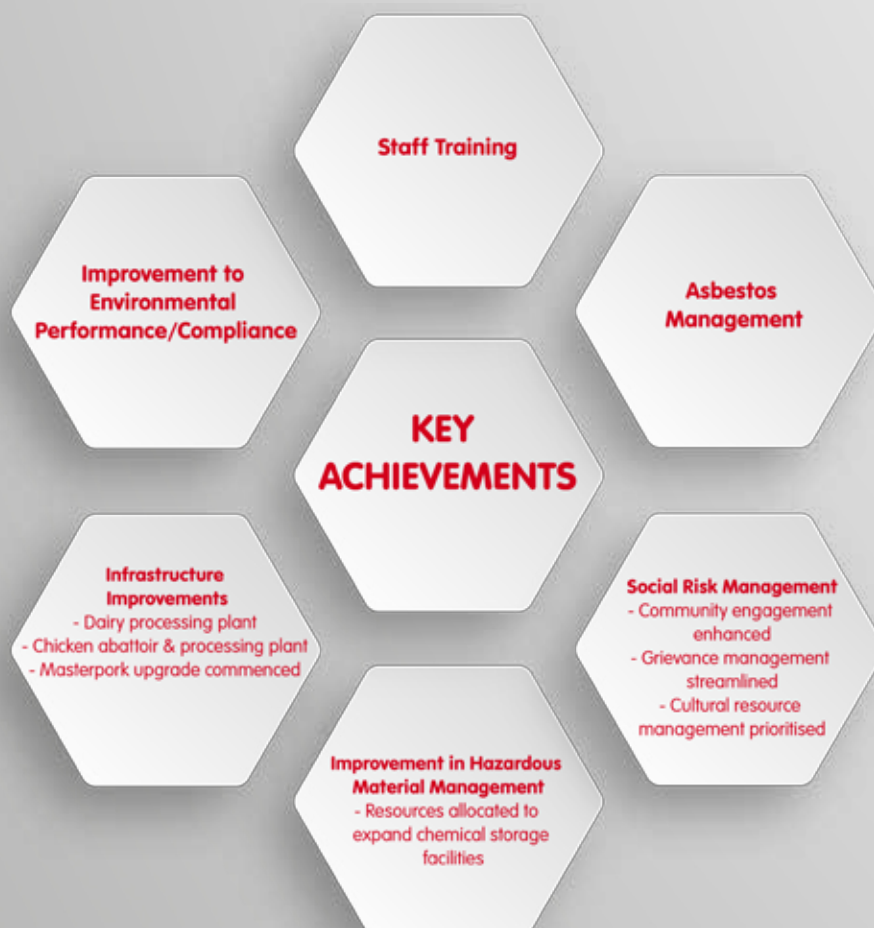 Staff Training
Improvement to
Environmental
Performance/Compliance
Asbestos
Management
KEY
ACHIEVEMENTS
Infrastructure
Improvements
- Dairy processing plant
- Chicken abattoir & processing plant
- Masterpork upgrade commenced
Social Risk Management
- Community engagement
enhanced
- Grievance management
streamlined
- Cultural resource
management prioritised
Improvement in Hazardous
Material Management
- Resources allocated to
expand chemical storage
facilities